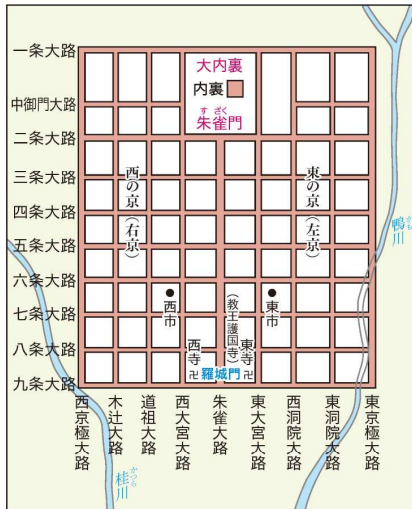 一条大路
大内裏
内裏
中御門大路
すざく
朱雀門
二条大路
三条大路
四条大路
五条大路
六条大路
七条大路
八条大路
九条大路
西の京(右京)
東の京(左京)
西市
東市
西寺
(教王護国寺)
東寺
卍
羅城門
卍
西京極大路
木辻大路
道祖大路
西大宮大路
朱雀大路
東大宮大路
西洞院大路
東洞院大路
東京極大路
かも
鴨川
かつら
桂川